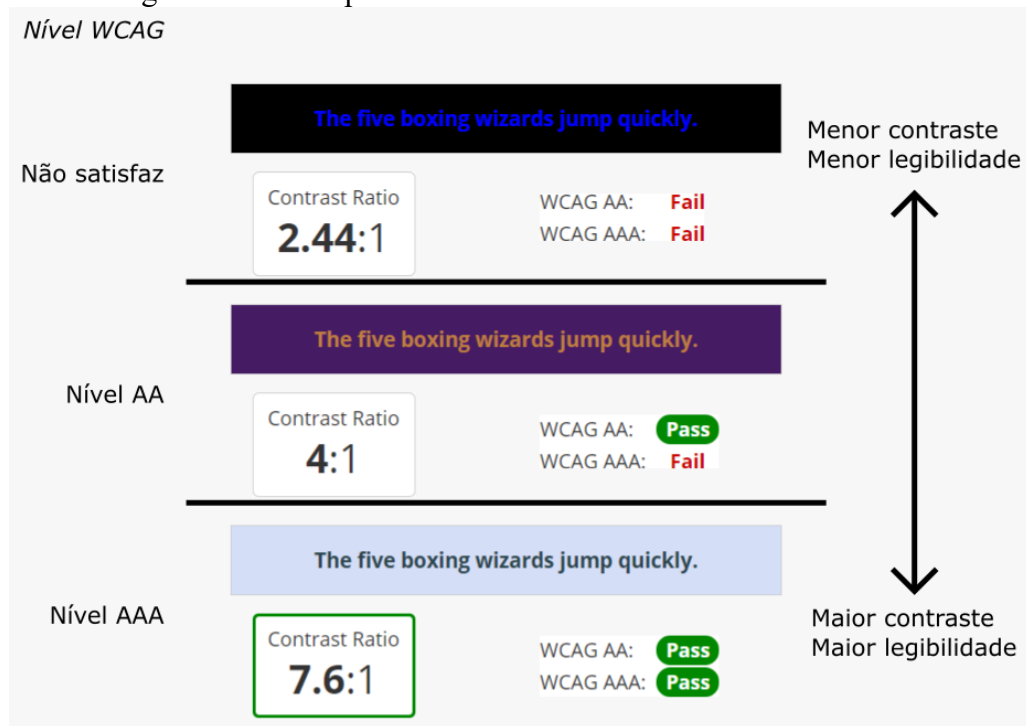 Nível WCAG
The five boxing wizards jump quickly.
Menor contraste
Menor legibilidade
Não satisfaz
Contrast Ratio
2.44:1
WCAG AA: Fail
WCAG AAA: Fail
The five boxing wizards jump quickly.
Nível AA
Contrast Ratio
4:1
WCAG AA: Pass
WCAG AAA: Fail
The five boxing wizards jump quickly.
Nível AAA
Contrast Ratio
7.6:1
WCAG AA: Pass
WCAG AAA: Pass
Maior contraste
Maior legibilidade